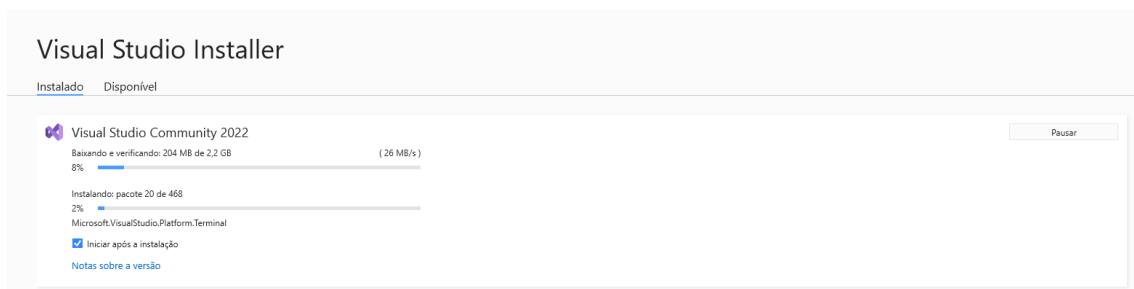 Visual Studio Installer
Instalado Disponível
Visual Studio Community 2022 Pausar
Baixando e verificando: 204 MB de 2,2 GB ( 26 MB/s )
8%
Instalando: pacote 20 de 468
2%
Microsoft.VisualStudio.Platform.Terminal
Iniciar após a instalação
Notas sobre a versão